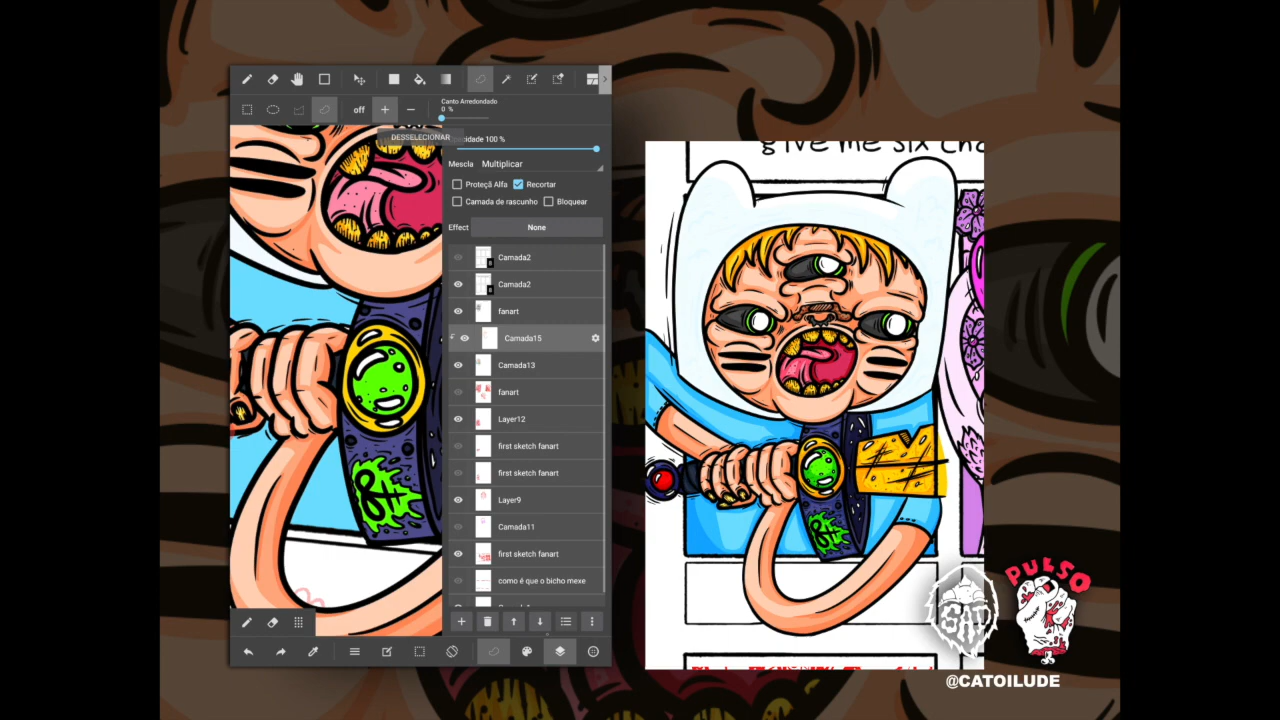 off
Canto Arredondado
0 %
DESSELECIONAR
cidade 100 %
Mescla Multiplicar
Proteçã Alfa Recortar
Camada de rascunho Bloquear
Effect None
Camada2
Camada2
fanart
Camada15
Camada13
fanart
Layer12
first sketch fanart
first sketch fanart
Layer9
Camada11
first sketch fanart
como é que o bicho mexe
give me six cha
PULSO
@CATOILUDE